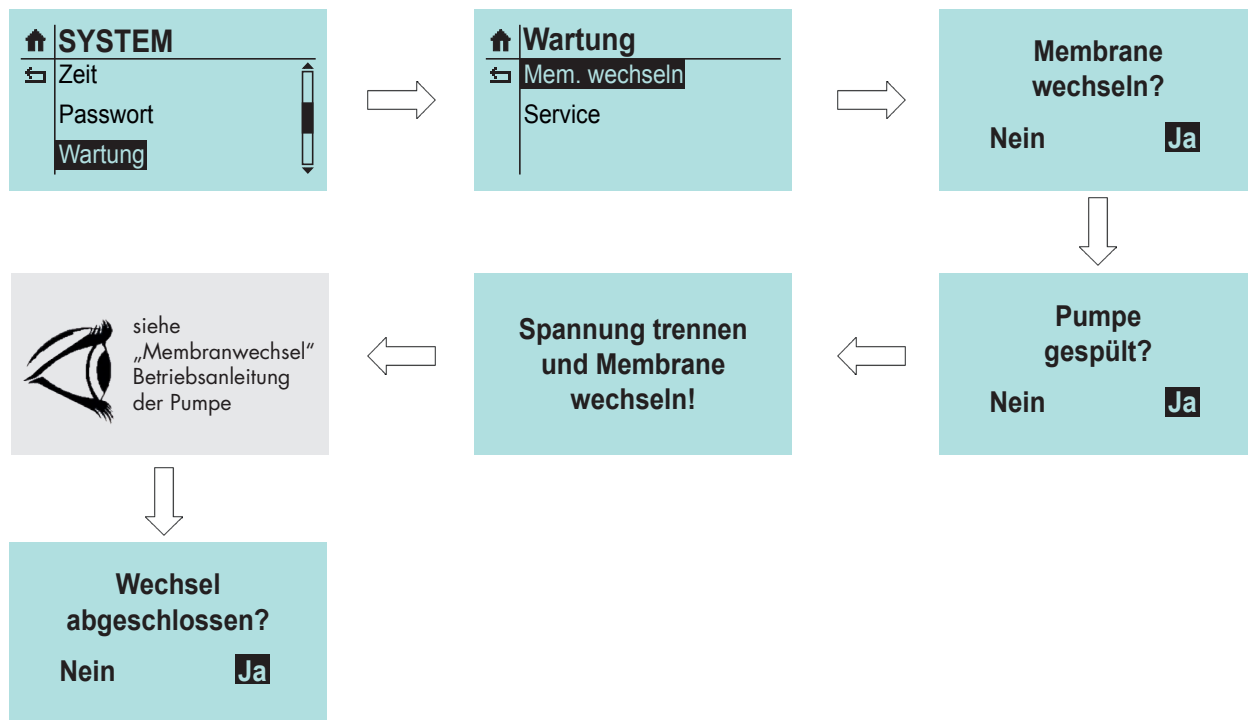 SYSTEM
Zeit
Passwort
Wartung
Wartung
Mem. wechseln
Service
Membrane
wechseln?
Nein Ja
Pumpe
gespült?
Nein Ja
Spannung trennen
und Membrane
wechseln!
siehe
„Membranwechsel“
Betriebsanleitung
der Pumpe
Wechsel
abgeschlossen?
Nein Ja